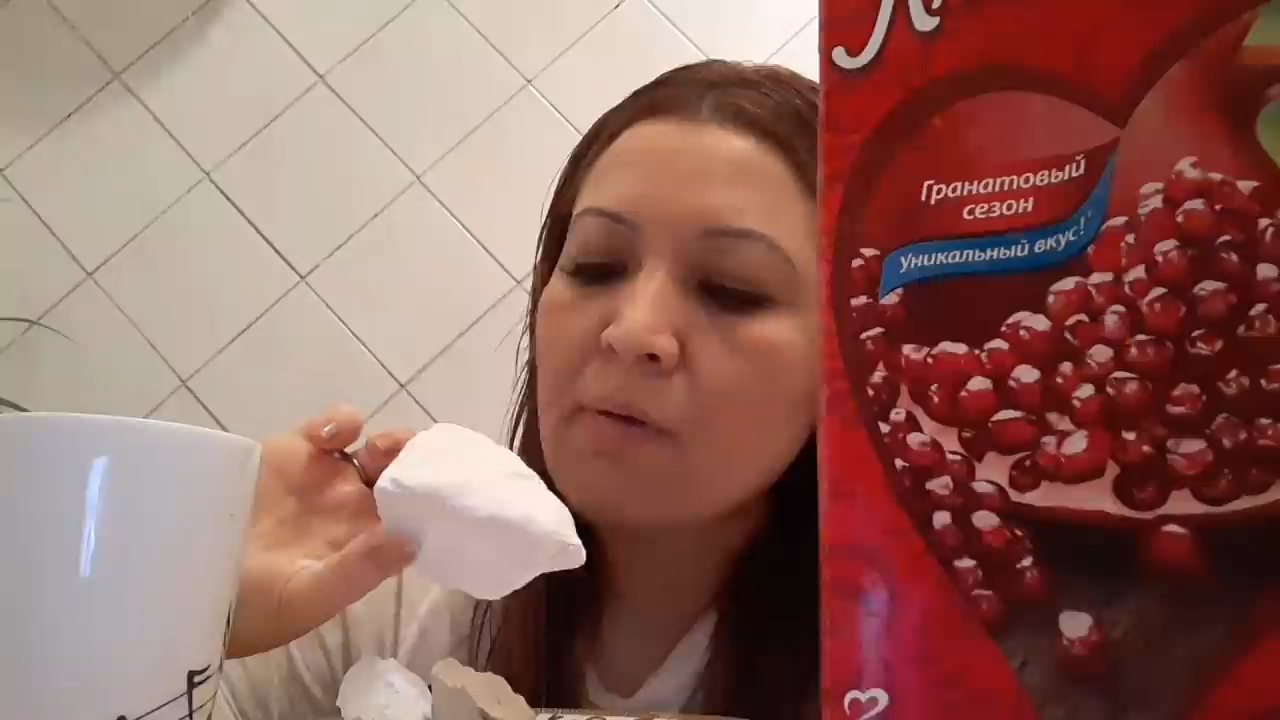 Гранатовый
сезон
уникальный вкус!